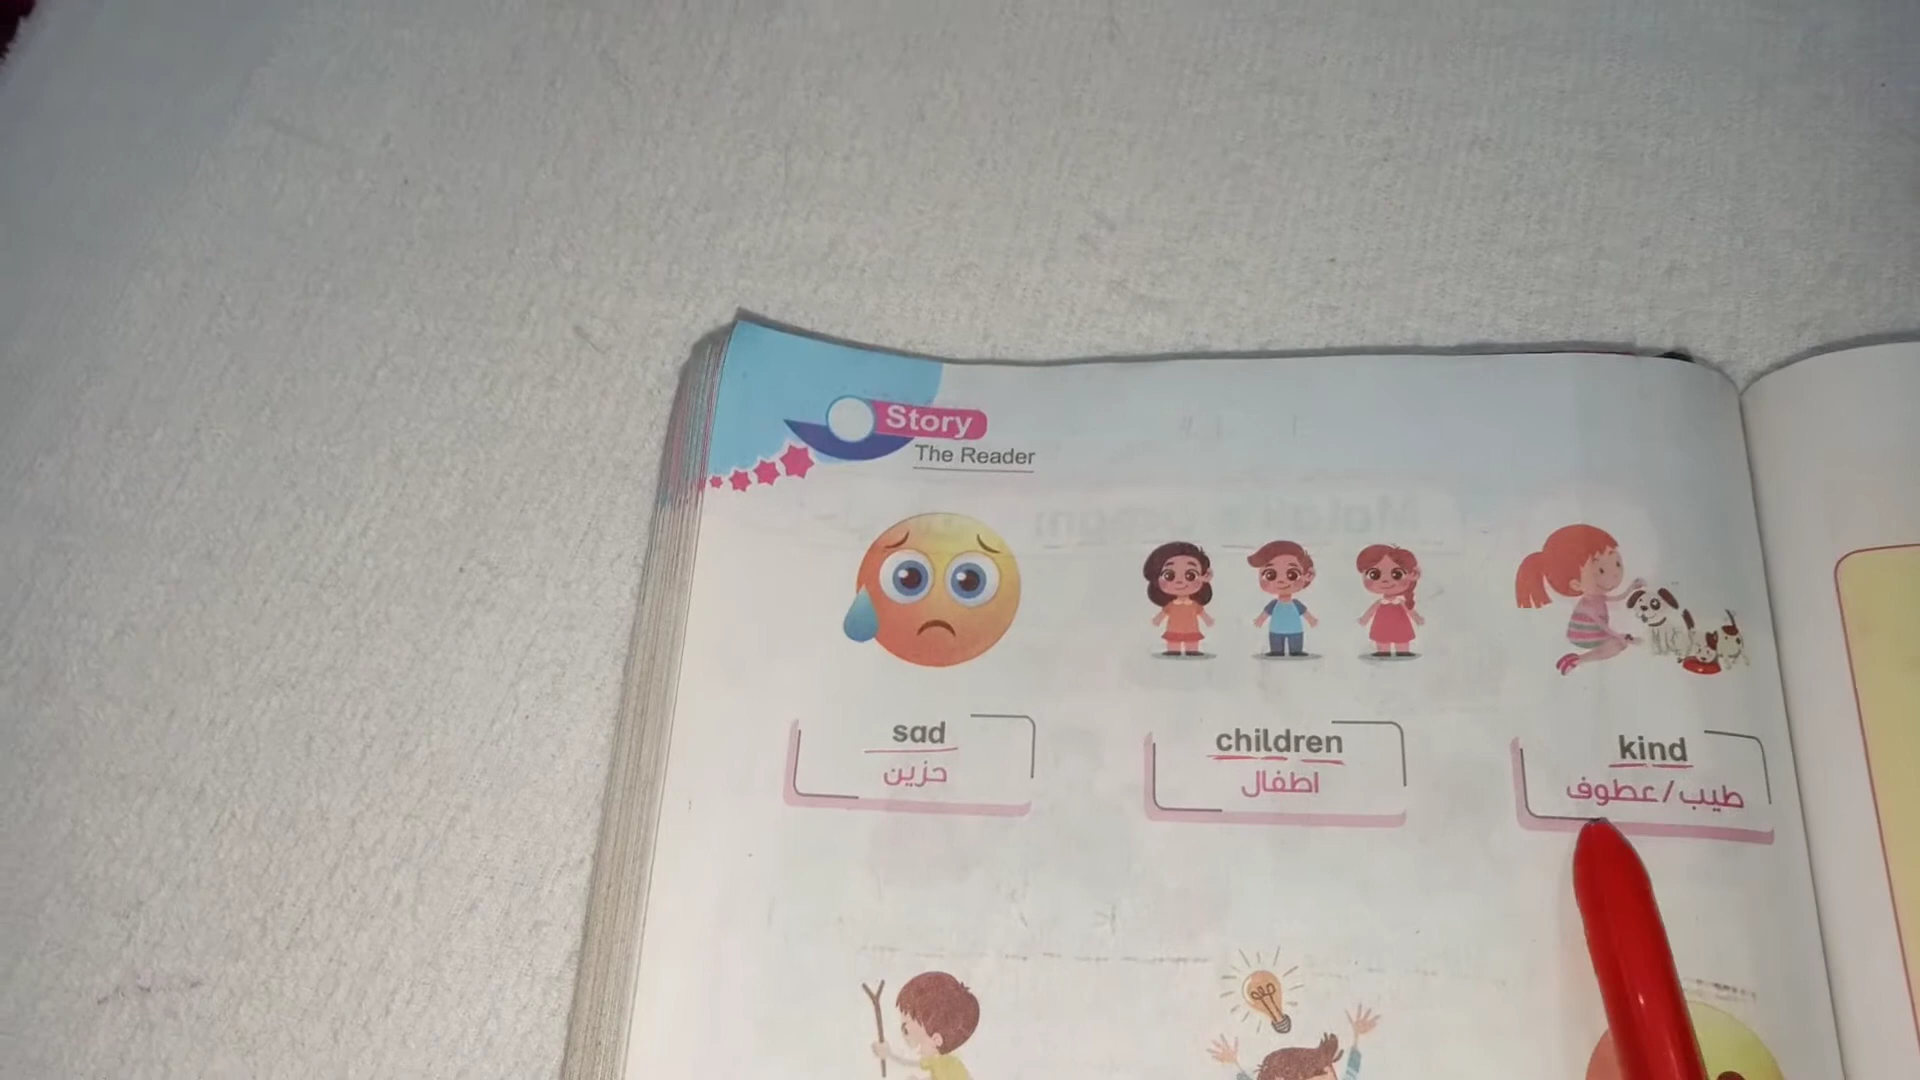 Story
The Reader
sad
حزين
children
اطفال
kind
طيب/عطوف